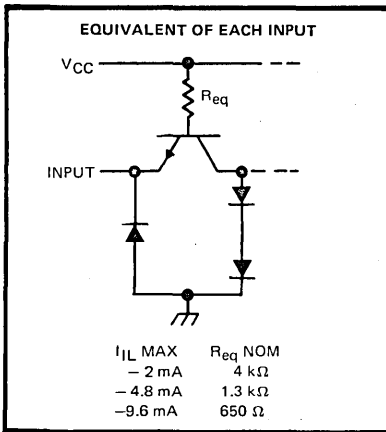 EQUIVALENT OF EACH INPUT
VCC
Req
INPUT
IIL MAX Req NOM
− 2 mA 4 kΩ
− 4.8 mA 1.3 kΩ
−9.6 mA 650 Ω